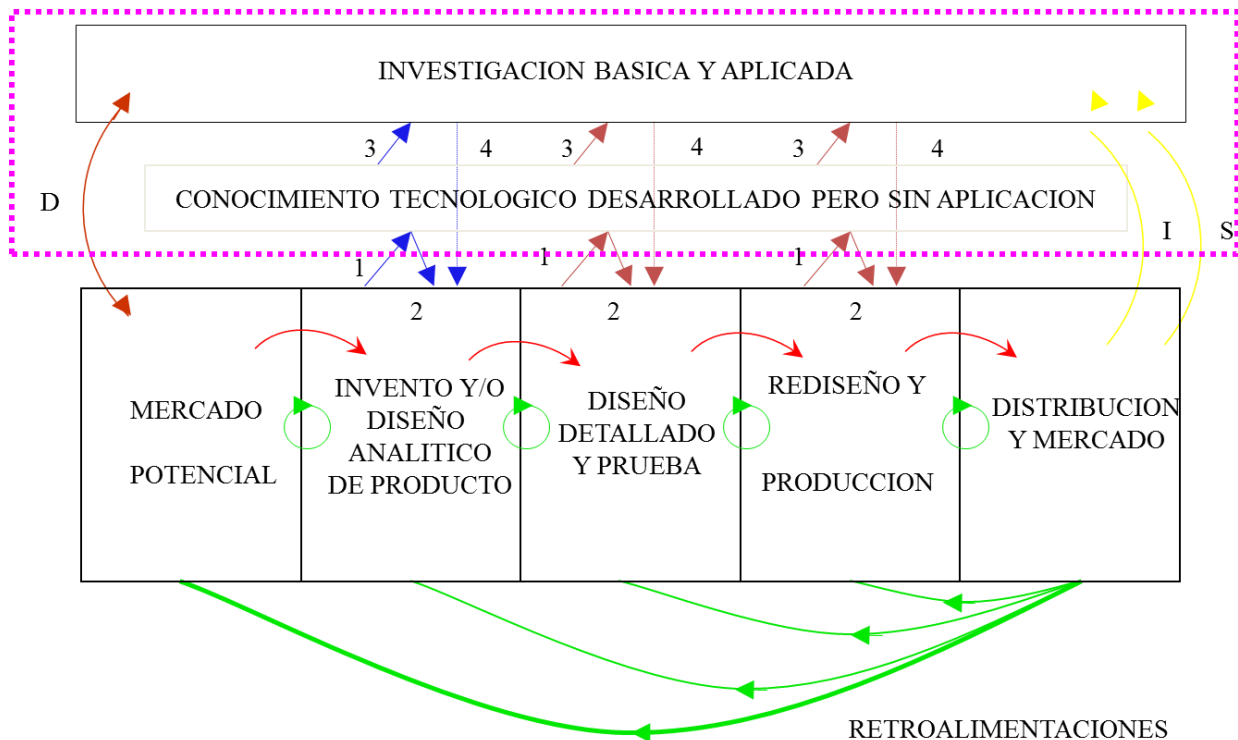 INVESTIGACION BASICA Y APLICADA
3 4 3 4 3 4
CONOCIMIENTO TECNOLOGICO DESARROLLADO PERO SIN APLICACION
D
I S
1 1 1
2 2 2
MERCADO
POTENCIAL
INVENTO Y/O
DISEÑO
ANALITICO
DE PRODUCTO
DISEÑO
DETALLADO
Y PRUEBA
REDISEÑO Y
PRODUCCION
DISTRIBUCION
Y MERCADO
RETROALIMENTACIONES